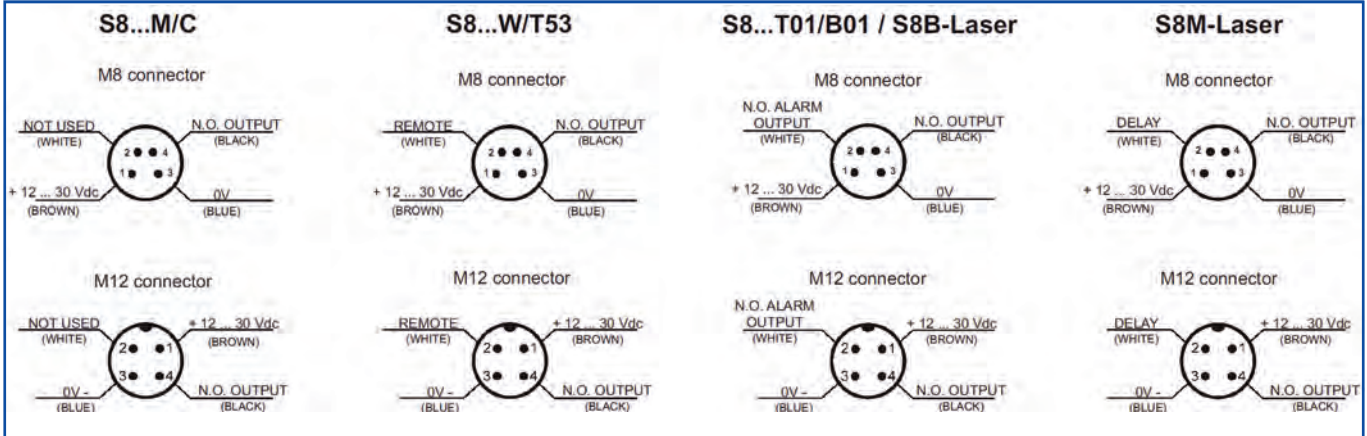 S8...M/C
M8 connector
NOT USED
(WHITE)
N.O. OUTPUT
(BLACK)
2 4
1 3
+ 12 ... 30 Vdc
(BROWN)
0V
(BLUE)
M12 connector
NOT USED
(WHITE)
+ 12 ... 30 Vdc
(BROWN)
2 1
3 4
0V -
(BLUE)
N.O. OUTPUT
(BLACK)
S8...W/T53
M8 connector
REMOTE
(WHITE)
N.O. OUTPUT
(BLACK)
2 4
1 3
+ 12 ... 30 Vdc
(BROWN)
0V
(BLUE)
M12 connector
REMOTE
(WHITE)
+ 12 ... 30 Vdc
(BROWN)
2 1
3 4
0V -
(BLUE)
N.O. OUTPUT
(BLACK)
S8...T01/B01 / S8B-Laser
M8 connector
N.O. ALARM
OUTPUT
(WHITE)
N.O. OUTPUT
(BLACK)
2 4
1 3
+ 12 ... 30 Vdc
(BROWN)
0V
(BLUE)
M12 connector
N.O. ALARM
OUTPUT
(WHITE)
+ 12 ... 30 Vdc
(BROWN)
2 1
3 4
0V -
(BLUE)
N.O. OUTPUT
(BLACK)
S8M-Laser
M8 connector
DELAY
(WHITE)
N.O. OUTPUT
(BLACK)
2 4
1 3
+ 12 ... 30 Vdc
(BROWN)
0V
(BLUE)
M12 connector
DELAY
(WHITE)
+ 12 ... 30 Vdc
(BROWN)
2 1
3 4
0V -
(BLUE)
N.O. OUTPUT
(BLACK)